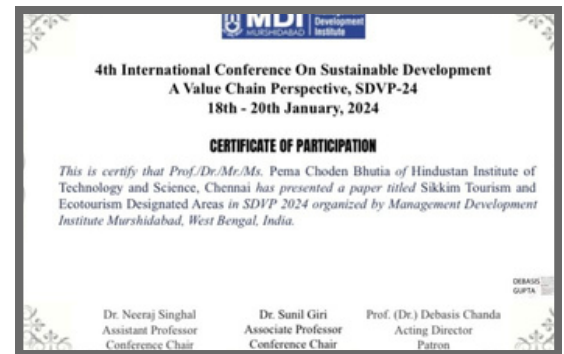 MDI Development
MURSHIDABAD Institute
4th International Conference On Sustainable Development
A Value Chain Perspective, SDVP-24
18th - 20th January, 2024
CERTIFICATE OF PARTICIPATION
This is certify that Prof./Dr./Mr./Ms. Pema Choden Bhutia of Hindustan Institute of
Technology and Science, Chennai has presented a paper titled Sikkim Tourism and
Ecotourism Designated Areas in SDVP 2024 organized by Management Development
Institute Murshidabad, West Bengal, India.
DEBASIS
GUPTA
Dr. Neeraj Singhal Dr. Sunil Giri Prof. (Dr.) Debasis Chanda
Assistant Professor Associate Professor Acting Director
Conference Chair Conference Chair Patron